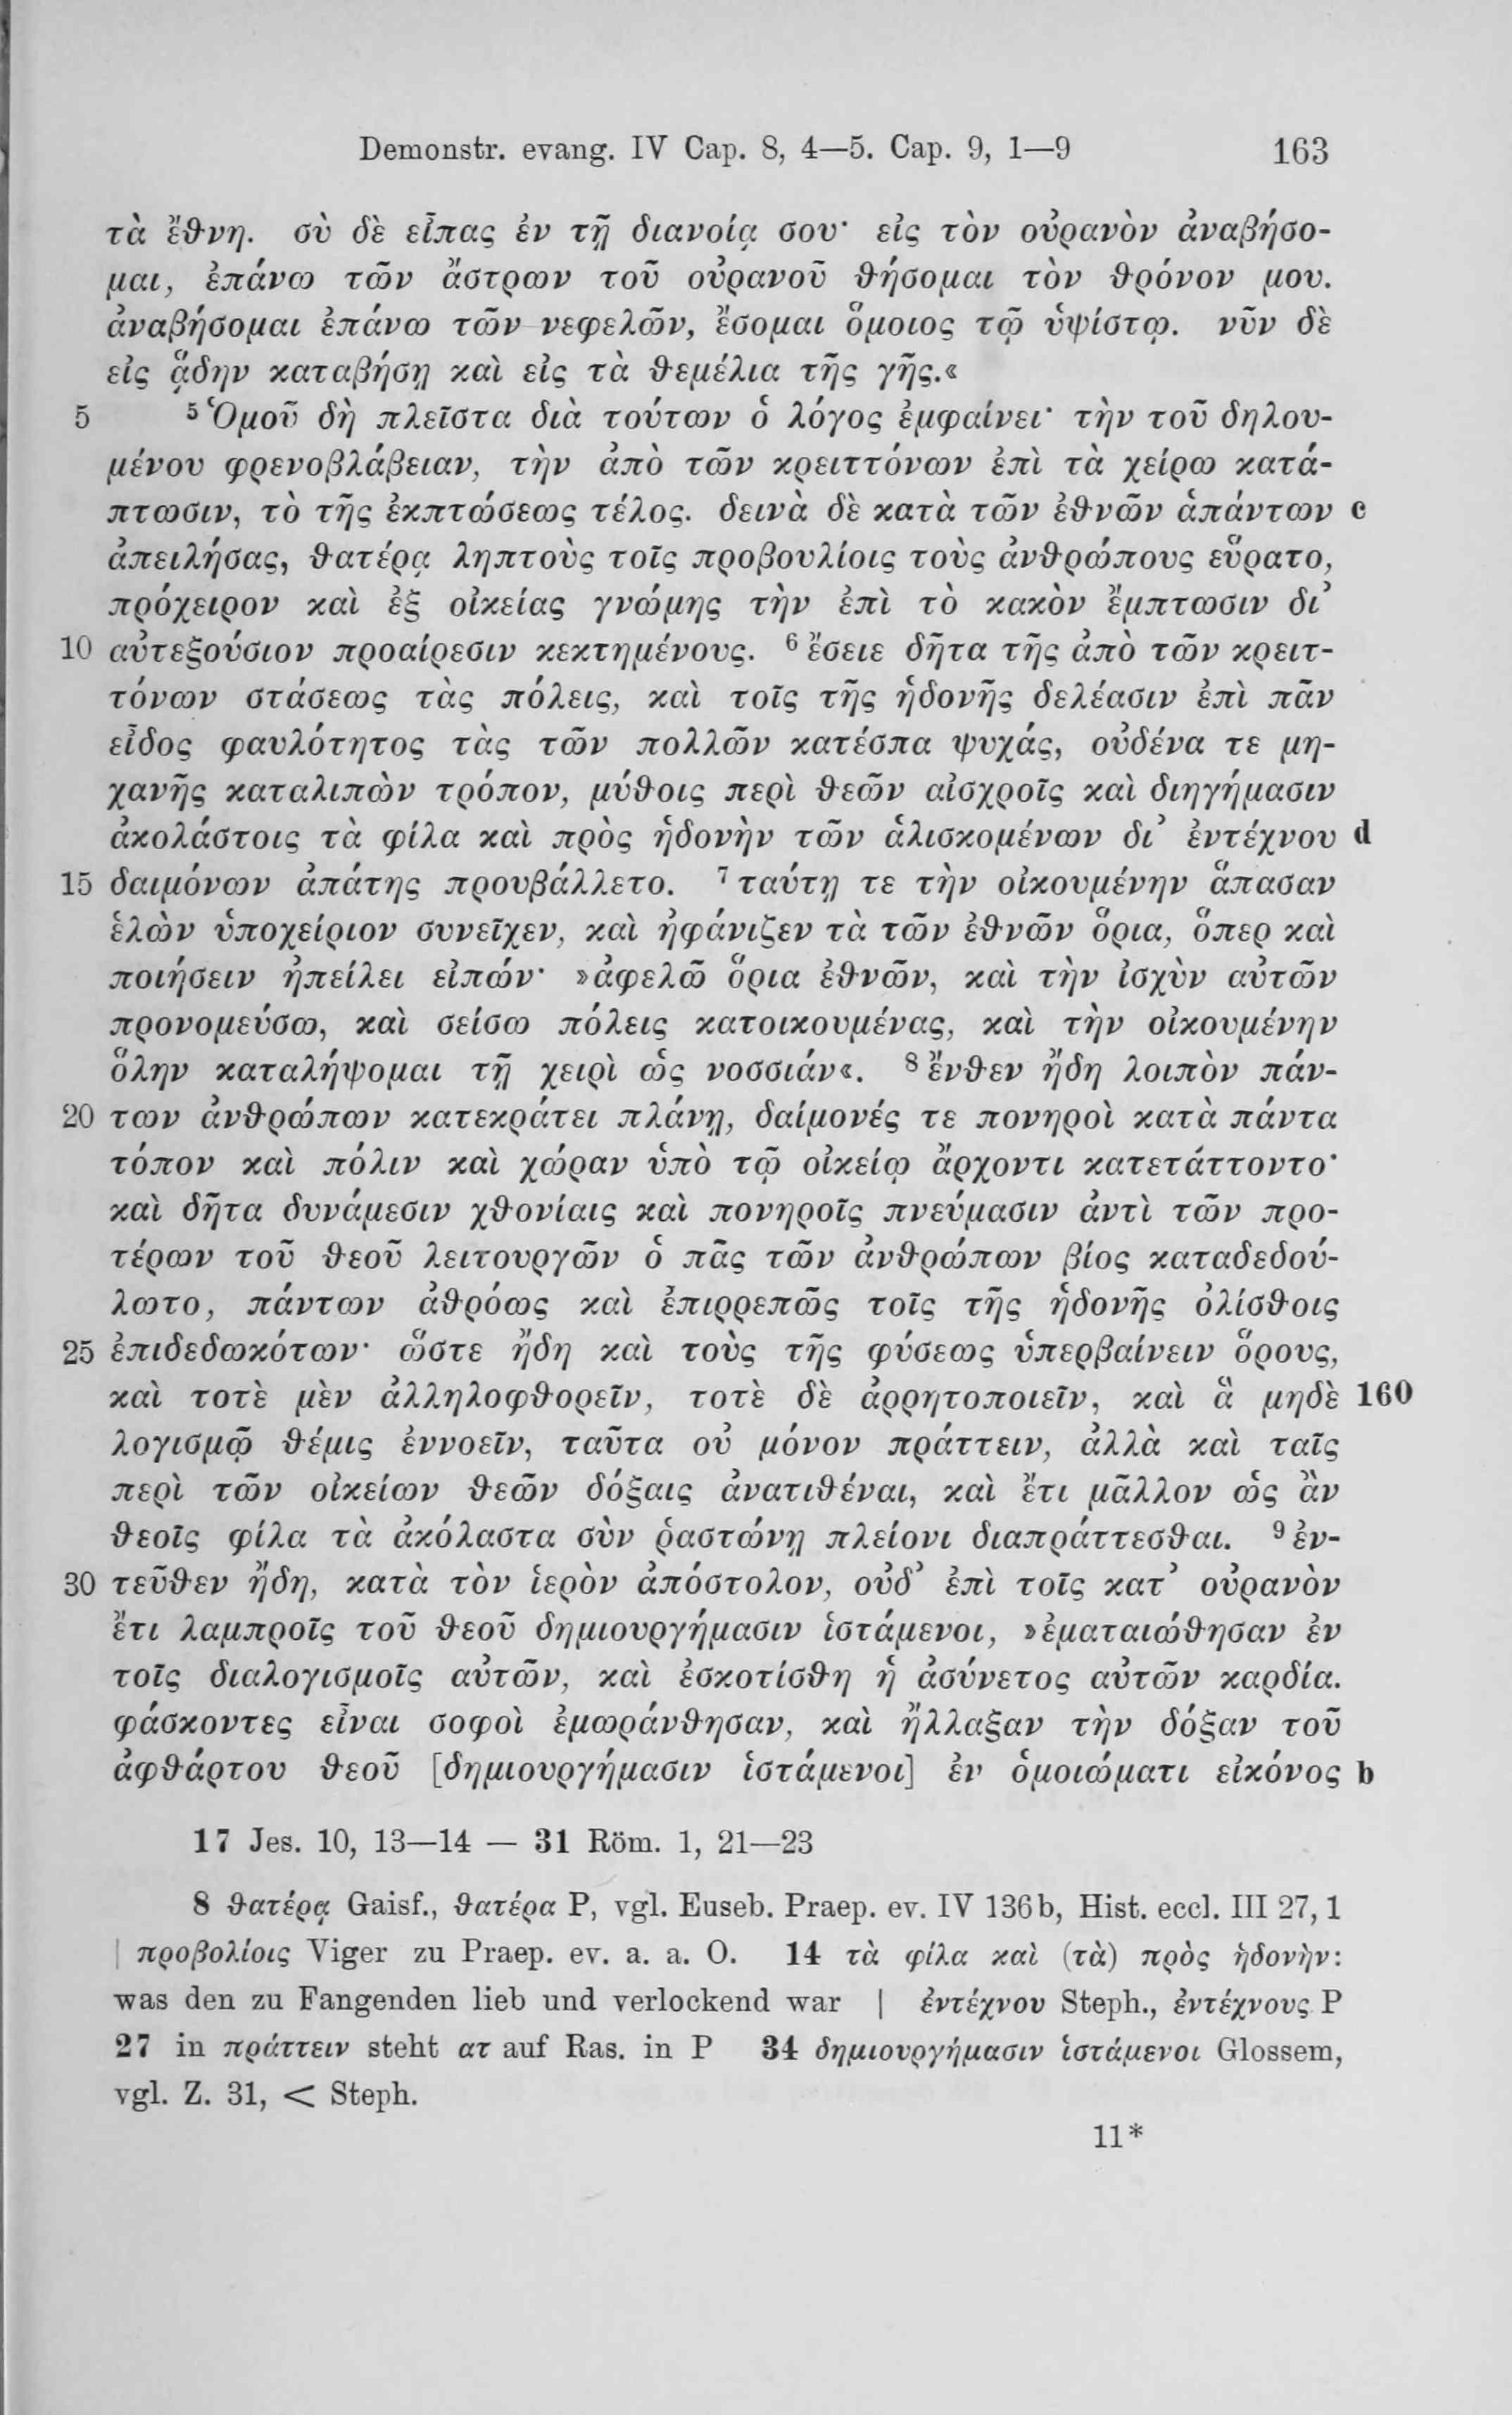 Demonstr. evang. IV Cap. 8, 4—5. Cap. 9, 1—9 163
τὰ ἔθνη. σὺ δὲ εἶπας ἐν τῇ διανοίᾳ σου· εἰς τὸν οὐρανὸν ἀναβήσο-
μαι, ἐπάνω τῶν ἄστρων τοῦ οὐρανοῦ θήσομαι τὸν θρόνον μου.
ἀναβήσομαι ἐπάνω τῶν νεφελῶν, ἔσομαι ὅμοιος τῷ ὑψίστῳ. νῦν δὲ
εἰς ᾅδην καταβήσῃ καὶ εἰς τὰ θεμέλια τῆς γῆς.«
5 ⁵Ὁμοῦ δὴ πλεῖστα διὰ τούτων ὁ λόγος ἐμφαίνει· τὴν τοῦ δηλου-
μένου φρενοβλάβειαν, τὴν ἀπὸ τῶν κρειττόνων ἐπὶ τὰ χείρω κατά-
πτωσιν, τὸ τῆς ἐκπτώσεως τέλος. δεινὰ δὲ κατὰ τῶν ἐθνῶν ἁπάντων c
ἀπειλήσας, θατέρᾳ ληπτοὺς τοῖς προβουλίοις τοὺς ἀνθρώπους εὕρατο,
πρόχειρον καὶ ἐξ οἰκείας γνώμης τὴν ἐπὶ τὸ κακὸν ἔμπτωσιν δι᾽
10 αὐτεξούσιον προαίρεσιν κεκτημένους. ⁶ἔσειε δῆτα τῆς ἀπὸ τῶν κρειτ-
τόνων στάσεως τὰς πόλεις, καὶ τοῖς τῆς ἡδονῆς δελέασιν ἐπὶ πᾶν
εἶδος φαυλότητος τὰς τῶν πολλῶν κατέσπα ψυχάς, οὐδένα τε μη-
χανῆς καταλιπὼν τρόπον, μύθοις περὶ θεῶν αἰσχροῖς καὶ διηγήμασιν
ἀκολάστοις τὰ φίλα καὶ πρὸς ἡδονὴν τῶν ἁλισκομένων δι᾽ ἐντέχνου d
15 δαιμόνων ἀπάτης προυβάλλετο. ⁷ταύτῃ τε τὴν οἰκουμένην ἅπασαν
ἑλὼν ὑποχείριον συνεῖχεν, καὶ ἠφάνιζεν τὰ τῶν ἐθνῶν ὅρια, ὅπερ καὶ
ποιήσειν ἠπείλει εἰπών· »ἀφελῶ ὅρια ἐθνῶν, καὶ τὴν ἰσχὺν αὐτῶν
προνομεύσω, καὶ σείσω πόλεις κατοικουμένας, καὶ τὴν οἰκουμένην
ὅλην καταλήψομαι τῇ χειρὶ ὡς νοσσιάν«. ⁸ἔνθεν ἤδη λοιπὸν πάν-
20 των ἀνθρώπων κατεκράτει πλάνῃ, δαίμονές τε πονηροὶ κατὰ πάντα
τόπον καὶ πόλιν καὶ χώραν ὑπὸ τῷ οἰκείῳ ἄρχοντι κατετάττοντο·
καὶ δῆτα δυνάμεσιν χθονίαις καὶ πονηροῖς πνεύμασιν ἀντὶ τῶν προ-
τέρων τοῦ θεοῦ λειτουργῶν ὁ πᾶς τῶν ἀνθρώπων βίος καταδεδού-
λωτο, πάντων ἀθρόως καὶ ἐπιρρεπῶς τοῖς τῆς ἡδονῆς ὀλίσθοις
25 ἐπιδεδωκότων· ὥστε ἤδη καὶ τοὺς τῆς φύσεως ὑπερβαίνειν ὅρους,
καὶ τοτὲ μὲν ἀλληλοφθορεῖν, τοτὲ δὲ ἀρρητοποιεῖν, καὶ ἃ μηδὲ 160
λογισμῷ θέμις ἐννοεῖν, ταῦτα οὐ μόνον πράττειν, ἀλλὰ καὶ ταῖς
περὶ τῶν οἰκείων θεῶν δόξαις ἀνατιθέναι, καὶ ἔτι μᾶλλον ὡς ἂν
θεοῖς φίλα τὰ ἀκόλαστα σὺν ῥαστώνῃ πλείονι διαπράττεσθαι. ⁹ἐν-
30 τεῦθεν ἤδη, κατὰ τὸν ἱερὸν ἀπόστολον, οὐδ᾽ ἐπὶ τοῖς κατ᾽ οὐρανὸν
ἔτι λαμπροῖς τοῦ θεοῦ δημιουργήμασιν ἱστάμενοι, »ἐματαιώθησαν ἐν
τοῖς διαλογισμοῖς αὐτῶν, καὶ ἐσκοτίσθη ἡ ἀσύνετος αὐτῶν καρδία.
φάσκοντες εἶναι σοφοὶ ἐμωράνθησαν, καὶ ἤλλαξαν τὴν δόξαν τοῦ
ἀφθάρτου θεοῦ [δημιουργήμασιν ἱστάμενοι] ἐν ὁμοιώματι εἰκόνος b
17 Jes. 10, 13—14 — 31 Röm. 1, 21—23
8 θατέρᾳ Gaisf., θατέρα P, vgl. Euseb. Praep. ev. IV 136b, Hist. eccl. III 27, 1
| προβολίοις Viger zu Praep. ev. a. a. O. 14 τὰ φίλα καὶ (τὰ) πρὸς ἡδονὴν:
was den zu Fangenden lieb und verlockend war | ἐντέχνου Steph., ἐντέχνους P
27 in πράττειν steht ατ auf Ras. in P 34 δημιουργήμασιν ἱστάμενοι Glossem,
vgl. Z. 31, < Steph.
11*